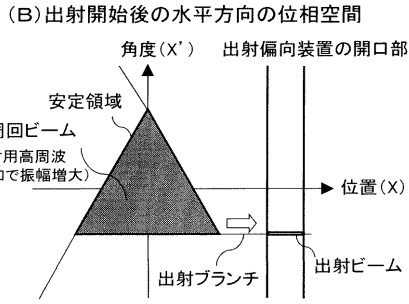 (B)出射開始後の水平方向の位相空間
角度(X')
出射偏向装置の開口部
安定領域
周回ビーム
用高周波
で振幅増大)
位置(X)
出射ブランチ
出射ビーム